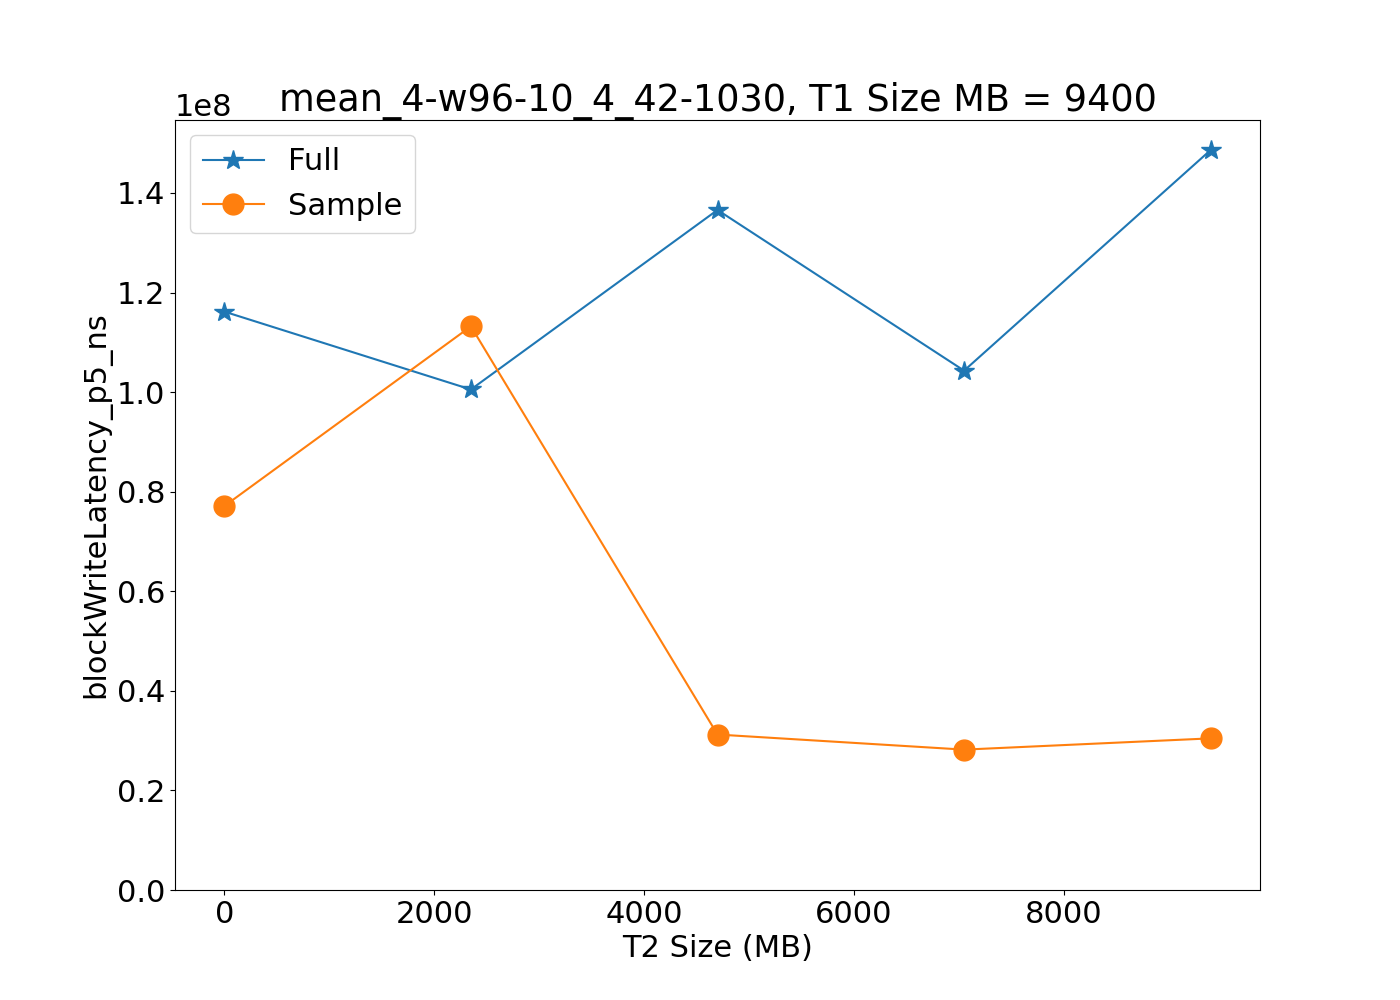 mean_4-w96-10_4_42-1030, T1 Size MB = 9400
1e8
Full
Sample
blockWriteLatency_p5_ns
1.4
1.2
1.0
0.8
0.6
0.4
0.2
0.0
0 2000 4000 6000 8000
T2 Size (MB)